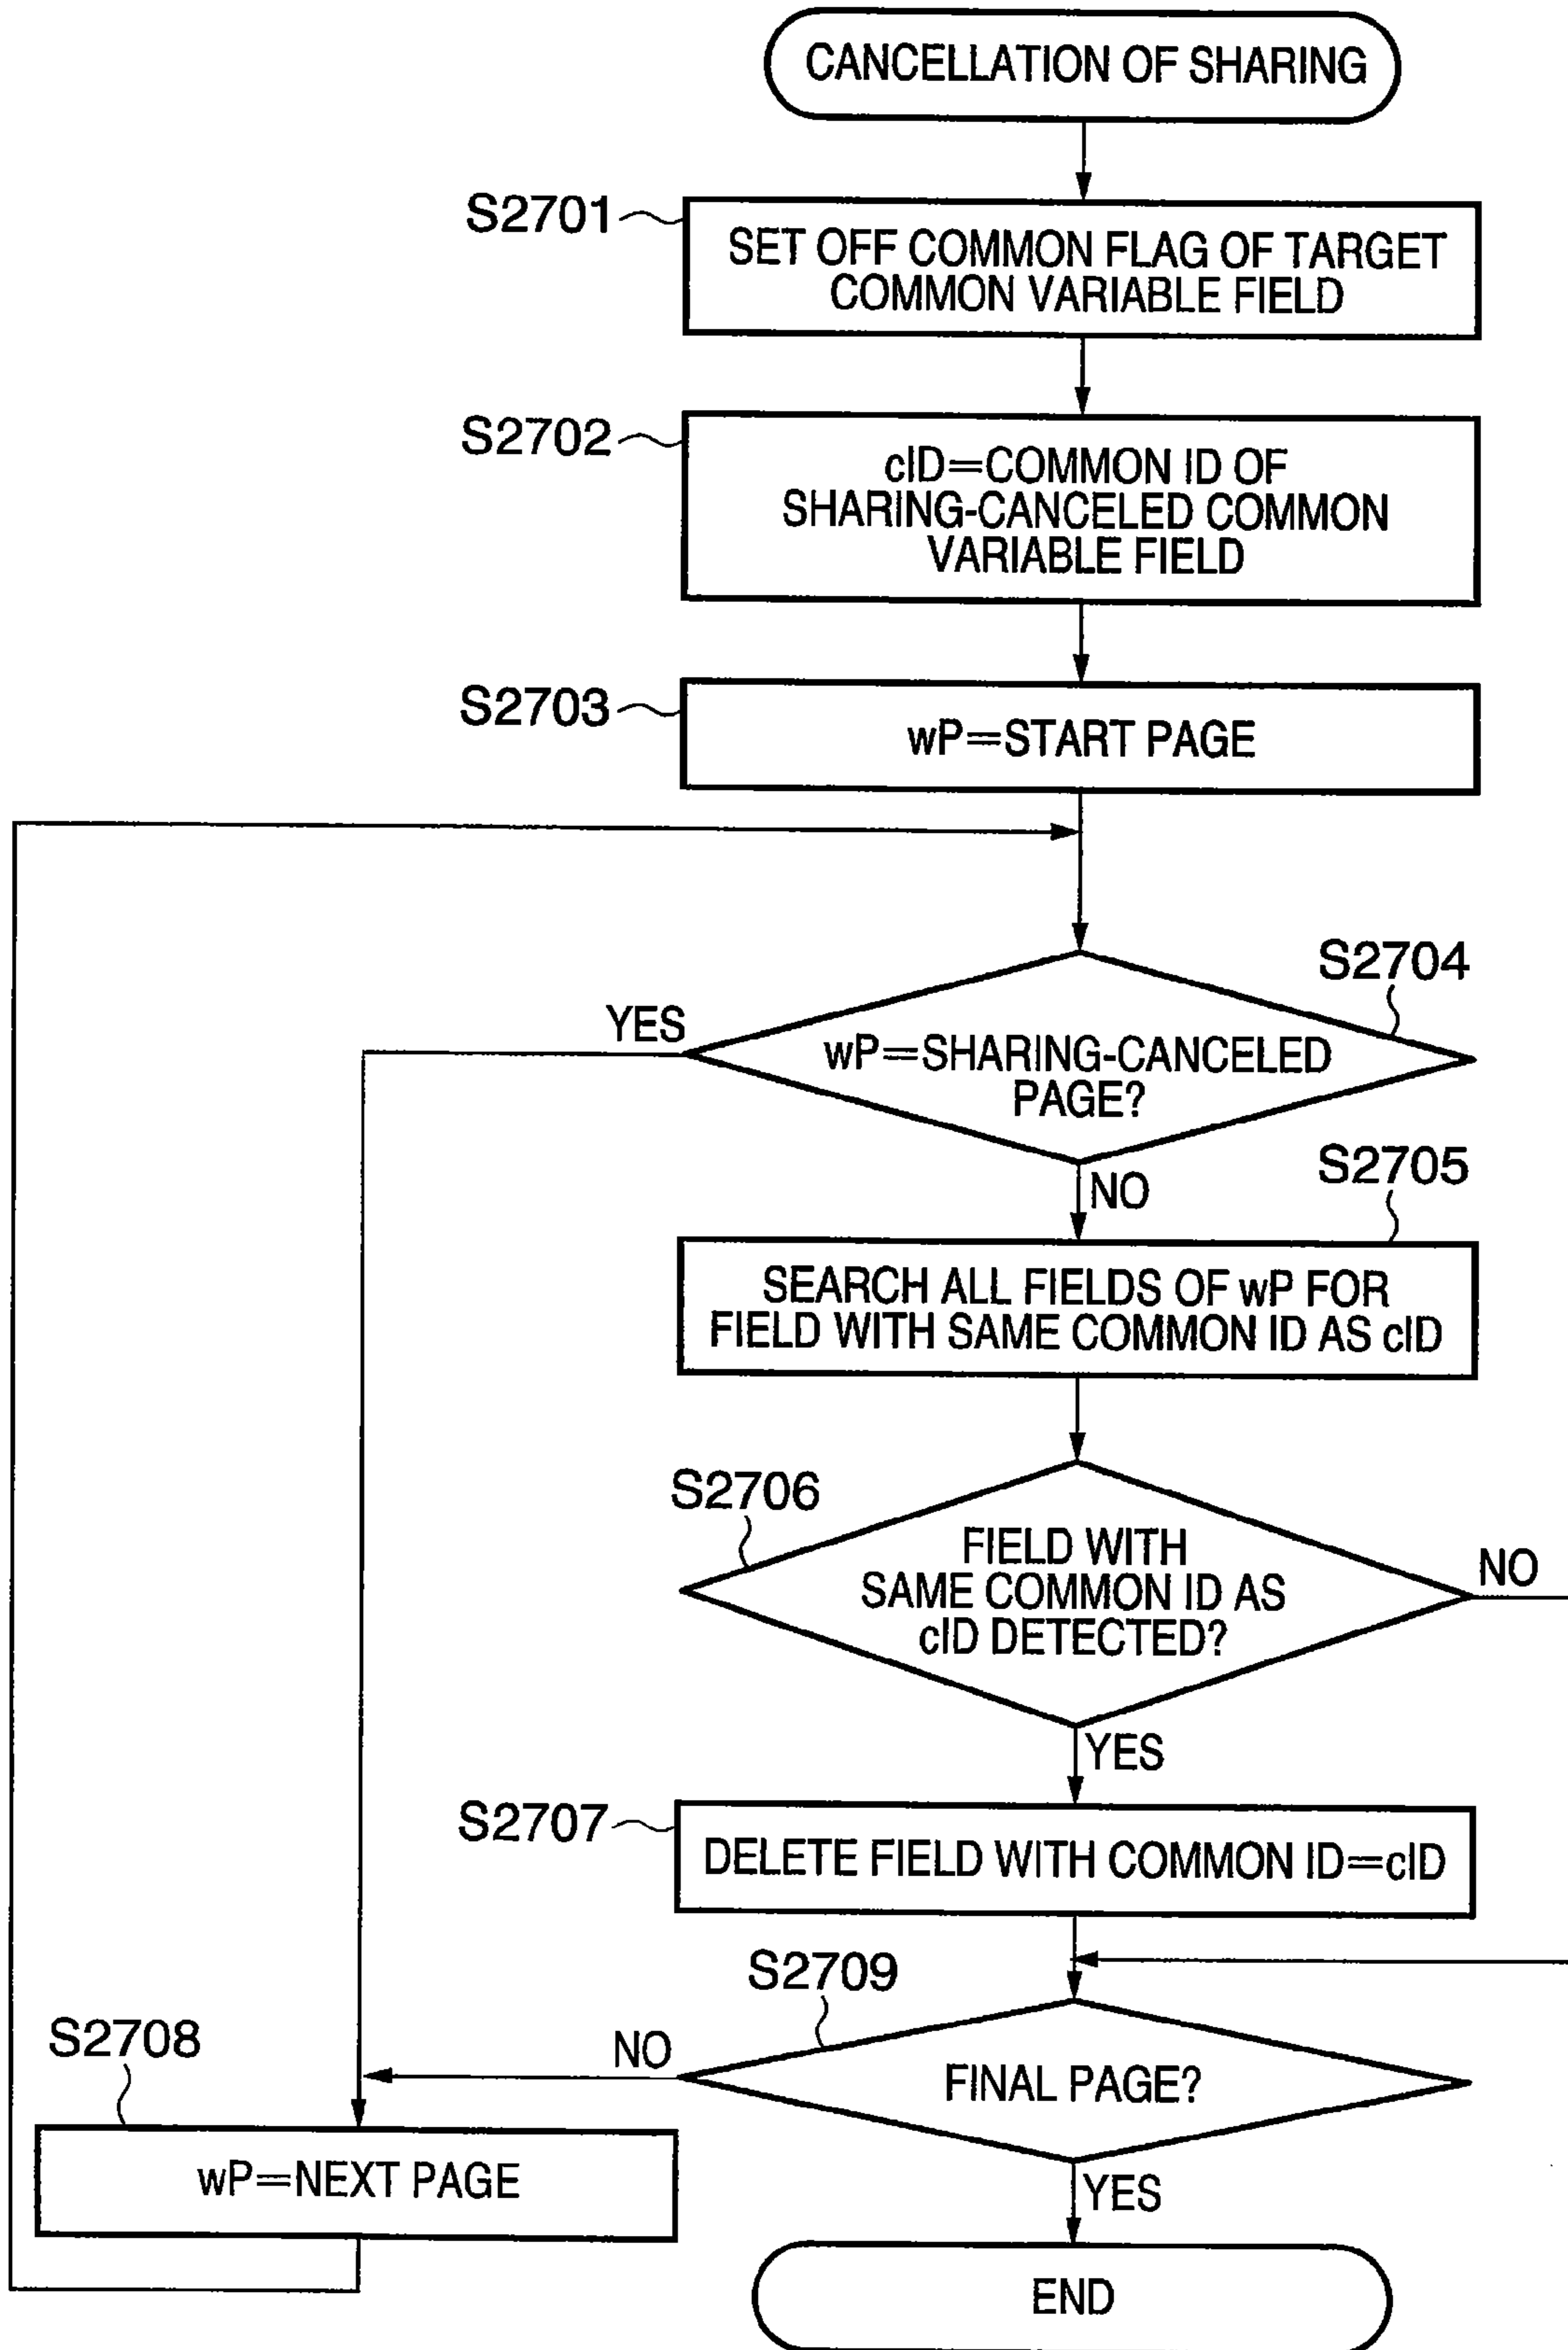 CANCELLATION OF SHARING
S2701
SET OFF COMMON FLAG OF TARGET
COMMON VARIABLE FIELD
S2702
cID=COMMON ID OF
SHARING-CANCELED COMMON
VARIABLE FIELD
S2703
wP=START PAGE
S2704
YES
wP=SHARING-CANCELED
PAGE?
NO
S2705
SEARCH ALL FIELDS OF wP FOR
FIELD WITH SAME COMMON ID AS cID
S2706
FIELD WITH
SAME COMMON ID AS
cID DETECTED?
NO
YES
S2707
DELETE FIELD WITH COMMON ID=cID
S2709
S2708
NO
FINAL PAGE?
wP=NEXT PAGE
YES
END